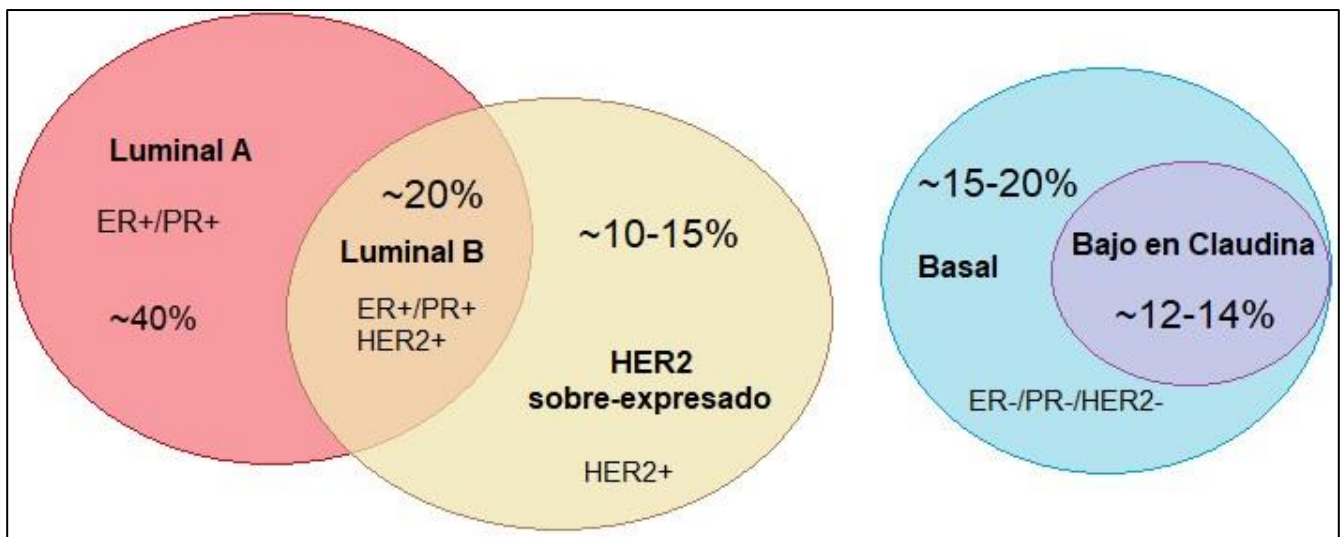 Luminal A
ER+/PR+
~40%
~20%
Luminal B
ER+/PR+
HER2+
~10-15%
HER2
sobre-expresado
HER2+
~15-20%
Basal
Bajo en Claudina
~12-14%
ER-/PR-/HER2-